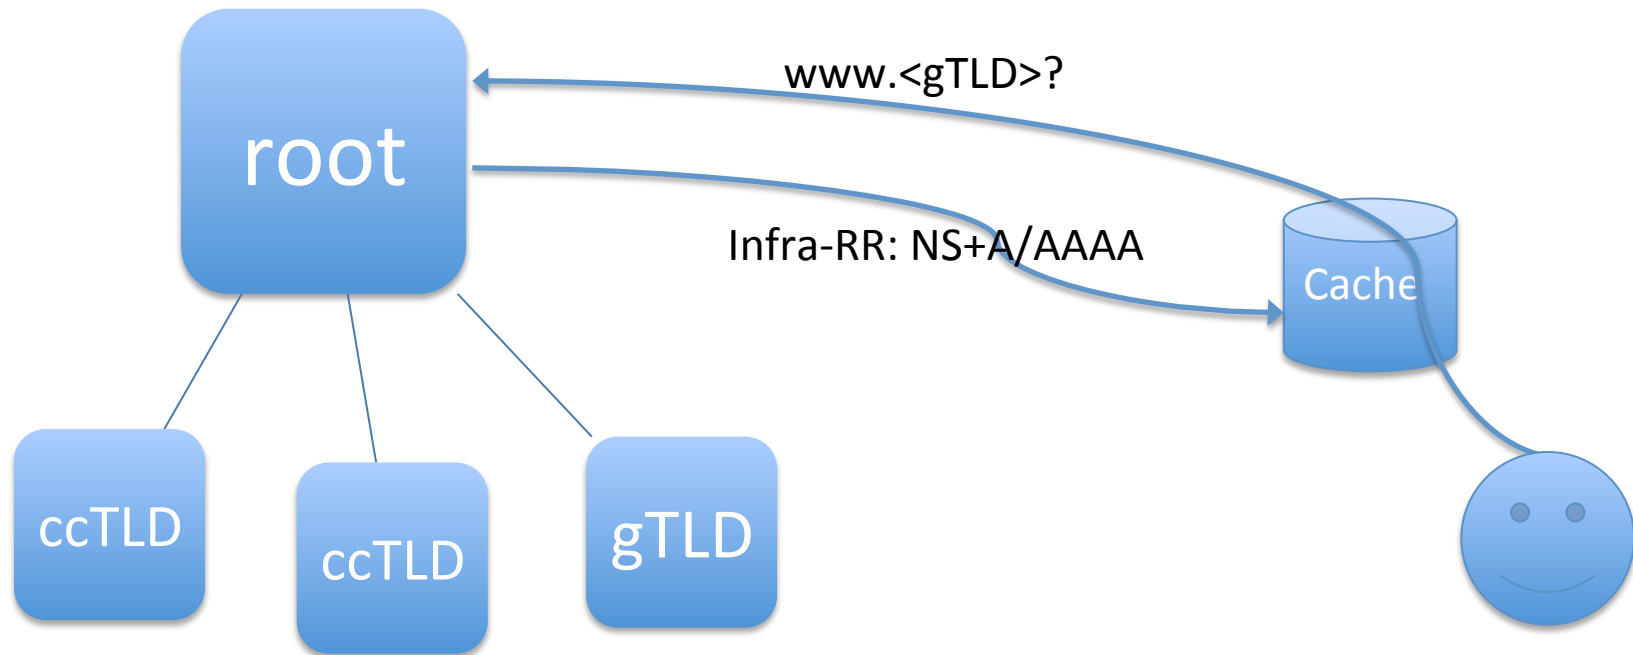 www.<gTLD>?
root
Infra-RR: NS+A/AAAA
Cache
ccTLD
ccTLD
gTLD